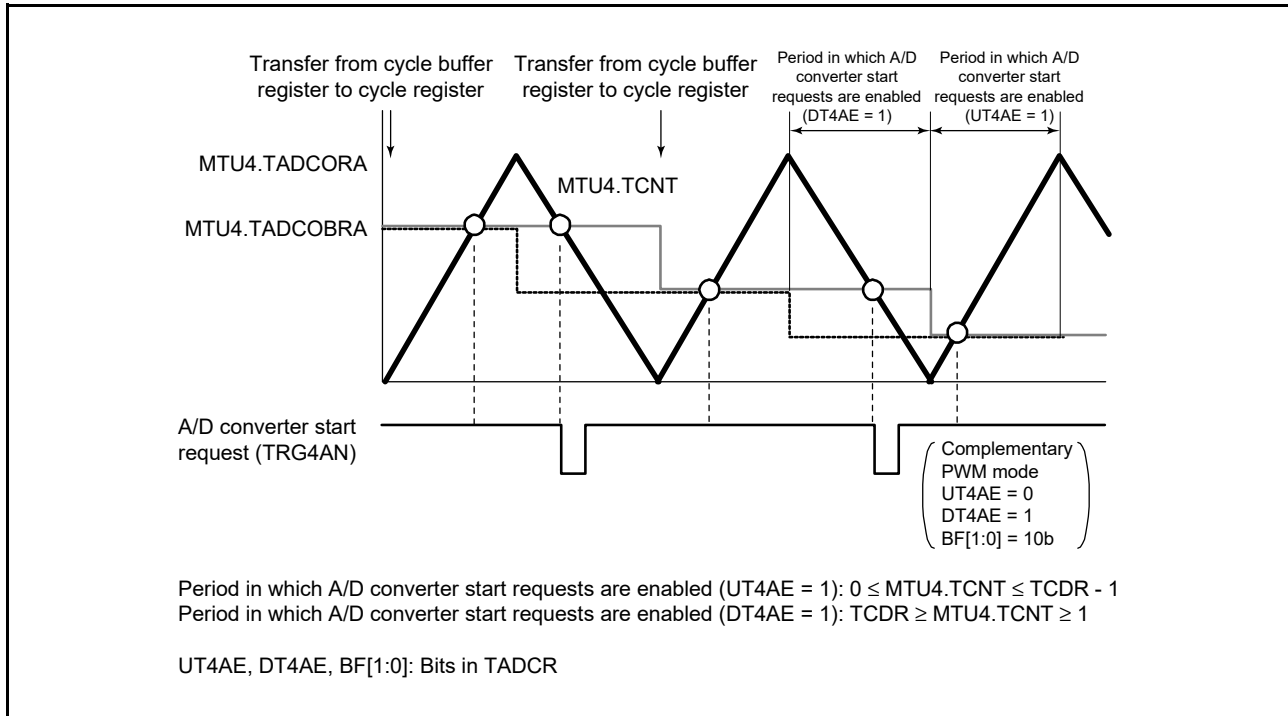 Transfer from cycle buffer
register to cycle register
Transfer from cycle buffer
register to cycle register
Period in which A/D
converter start
requests are enabled
(DT4AE = 1)
Period in which A/D
converter start
requests are enabled
(UT4AE = 1)
MTU4.TADCORA
MTU4.TCNT
MTU4.TADCOBRA
A/D converter start
request (TRG4AN)
Complementary
PWM mode
UT4AE = 0
DT4AE = 1
BF[1:0] = 10b
Period in which A/D converter start requests are enabled (UT4AE = 1): 0 ≤ MTU4.TCNT ≤ TCDR - 1
Period in which A/D converter start requests are enabled (DT4AE = 1): TCDR ≥ MTU4.TCNT ≥ 1
UT4AE, DT4AE, BF[1:0]: Bits in TADCR